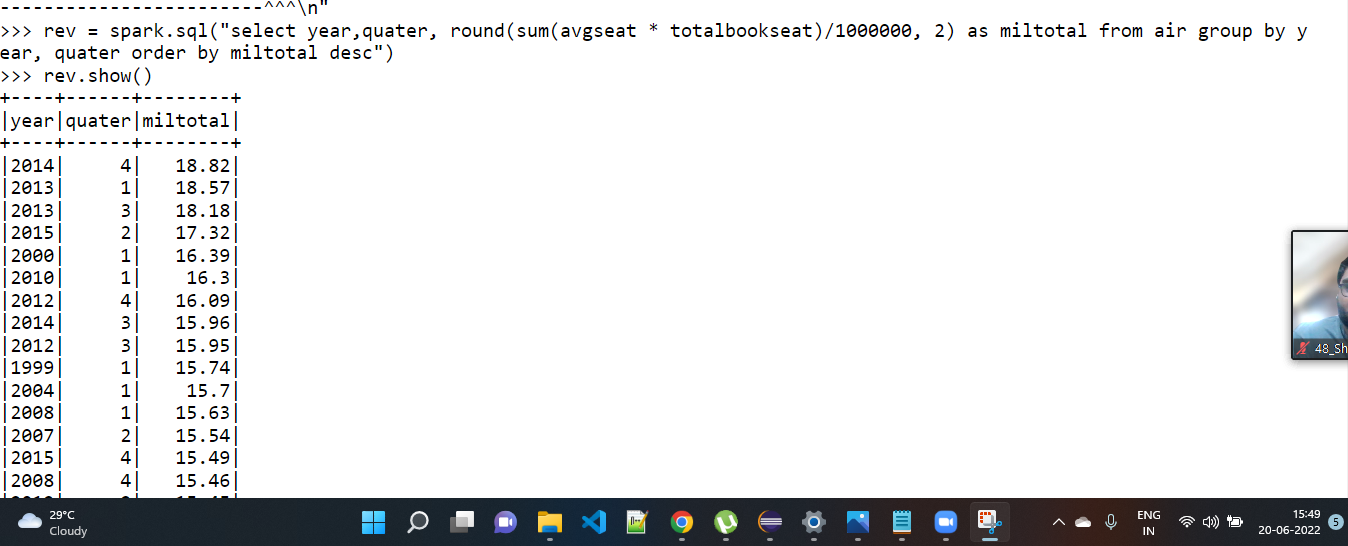 ------------------------^^^\n"
>>> rev = spark.sql("select year,quater, round(sum(avgseat * totalbookseat)/1000000, 2) as miltotal from air group by y
ear, quater order by miltotal desc")
>>> rev.show()
+----+------+--------+
|year|quater|miltotal|
+----+------+--------+
|2014|     4|   18.82|
|2013|     1|   18.57|
|2013|     3|   18.18|
|2015|     2|   17.32|
|2000|     1|   16.39|
|2010|     1|    16.3|
|2012|     4|   16.09|
|2014|     3|   15.96|
|2012|     3|   15.95|
|1999|     1|   15.74|
|2004|     1|    15.7|
|2008|     1|   15.63|
|2007|     2|   15.54|
|2015|     4|   15.49|
|2008|     4|   15.46|
48_Sh
29°C
Cloudy
ENG
IN
15:49
20-06-2022
5